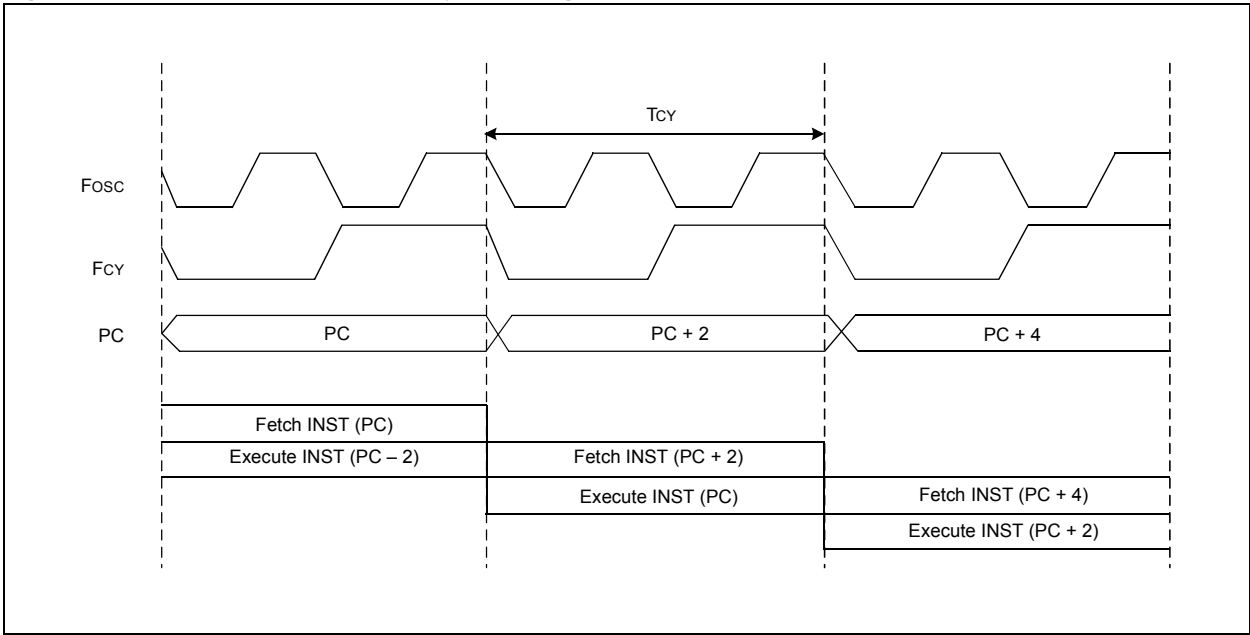 TCY
FOSC
FCY
PC
PC
PC + 2
PC + 4
Fetch INST (PC)
Execute INST (PC – 2)
Fetch INST (PC + 2)
Execute INST (PC)
Fetch INST (PC + 4)
Execute INST (PC + 2)